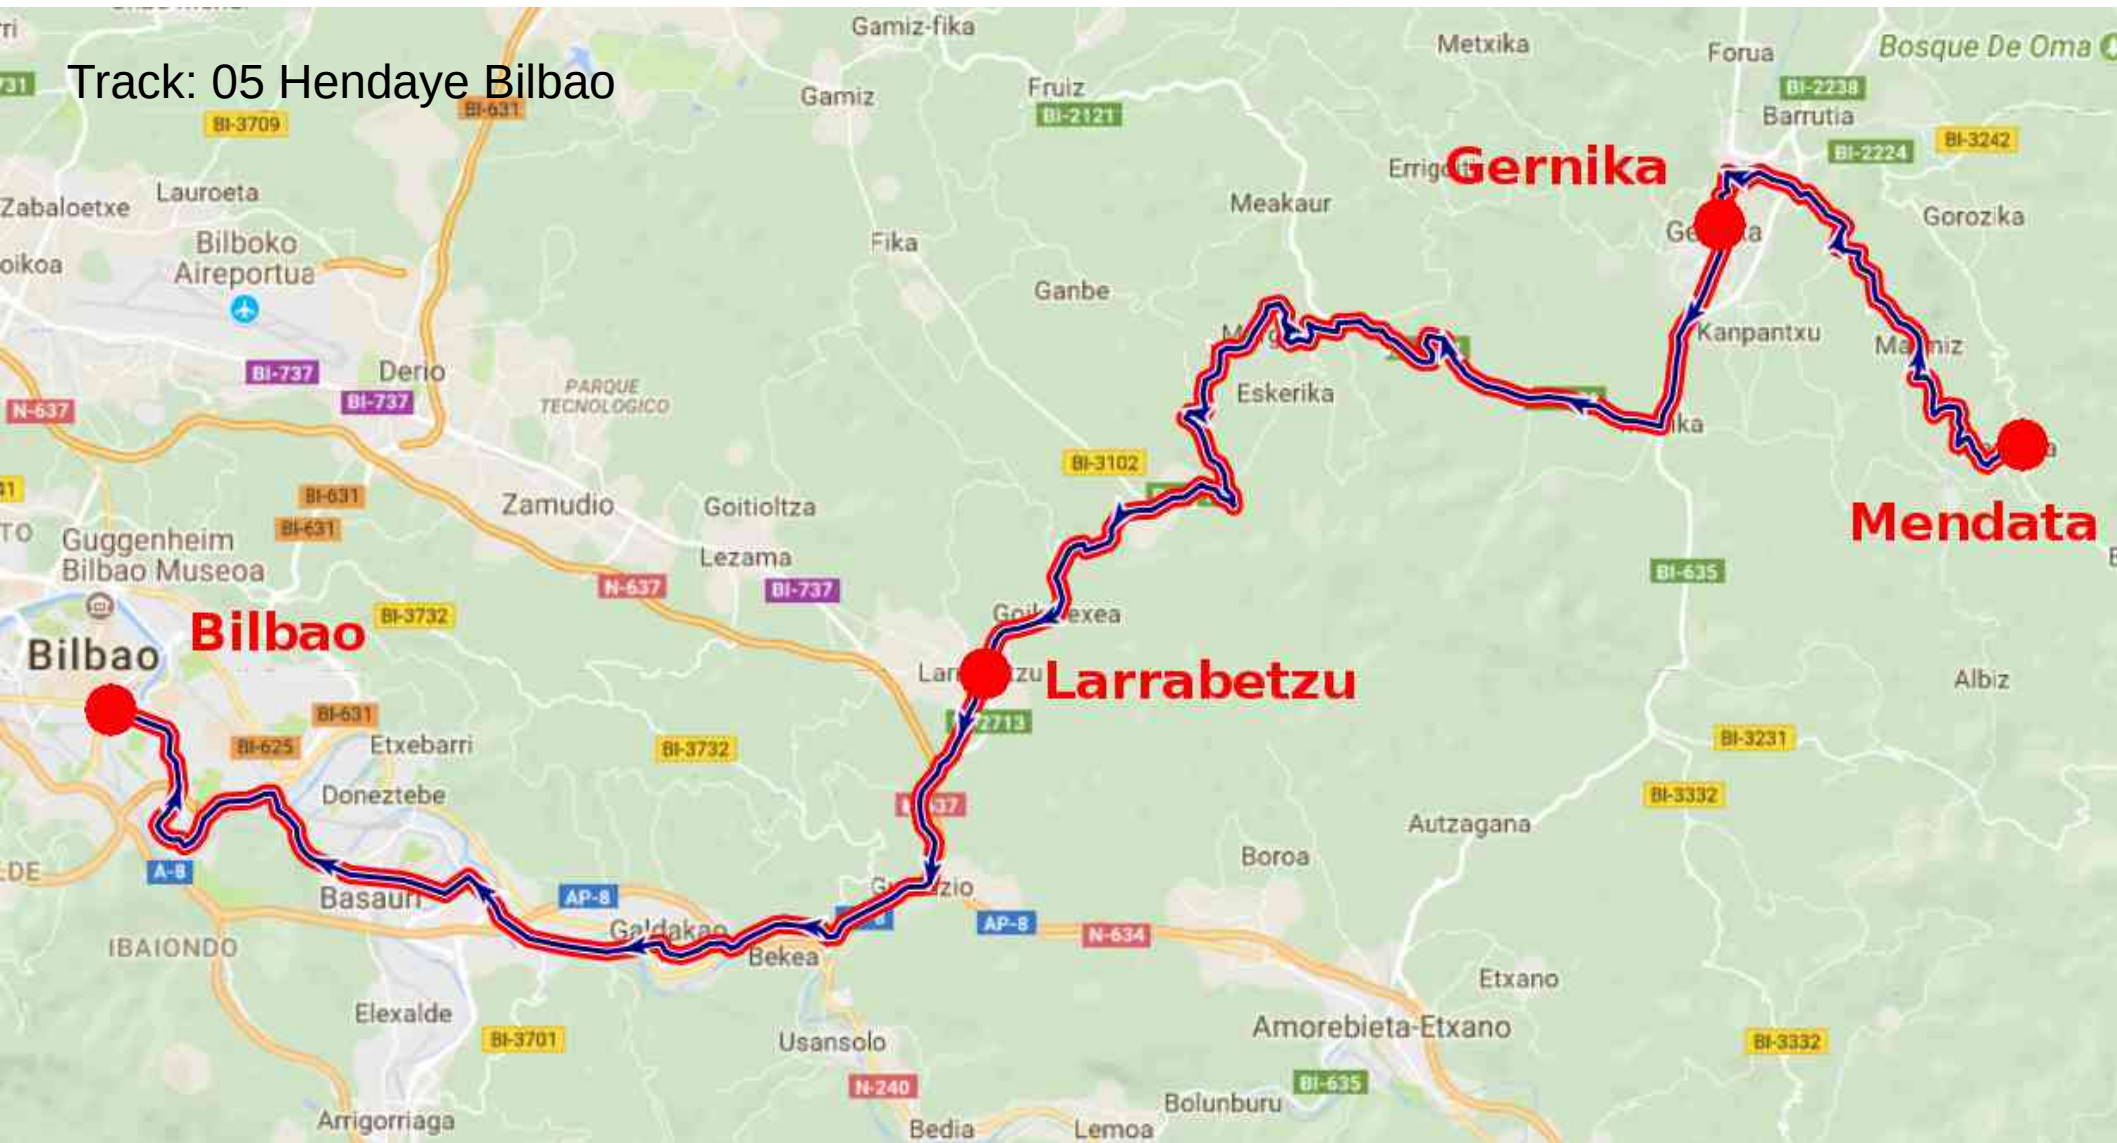 Gamiz-fika
Metxika
Forua
Bosque De Oma
Track: 05 Hendaye Bilbao
BI-2238
Fruiz
Gamiz
BI-631
BI-2121
Barrutia
BI-3709
BI-3242
BI-2224
Gernika
Lauroeta
Zabaloetxe
Meakaur
Gorozika
Bilboko
Aireportua
Fika
Ganbe
Kanpantxu
BI-737
Derio
PARQUE
TECNOLOGICO
BI-737
N-637
Eskerika
BI-3102
BI-631
Zamudio
Goitioltza
Mendata
BI-631
Guggenheim
Bilbao Museoa
Lezama
BI-635
N-637
BI-737
BI-3732
Bilbao
Bilbao
Larrabetzu
Albiz
BI-631
BI-625
Etxebarri
BI-3732
BI-3231
Doneztebe
BI-3332
Autzagana
Boroa
A-8
Basauri
AP-8
AP-8
N-634
Galdakao
IBAIONDO
Bekea
Etxano
Elexalde
Amorebieta-Etxano
BI-3701
Usansolo
BI-3332
N-240
BI-635
Bolunburu
Arrigorriaga
Bedia
Lemoa